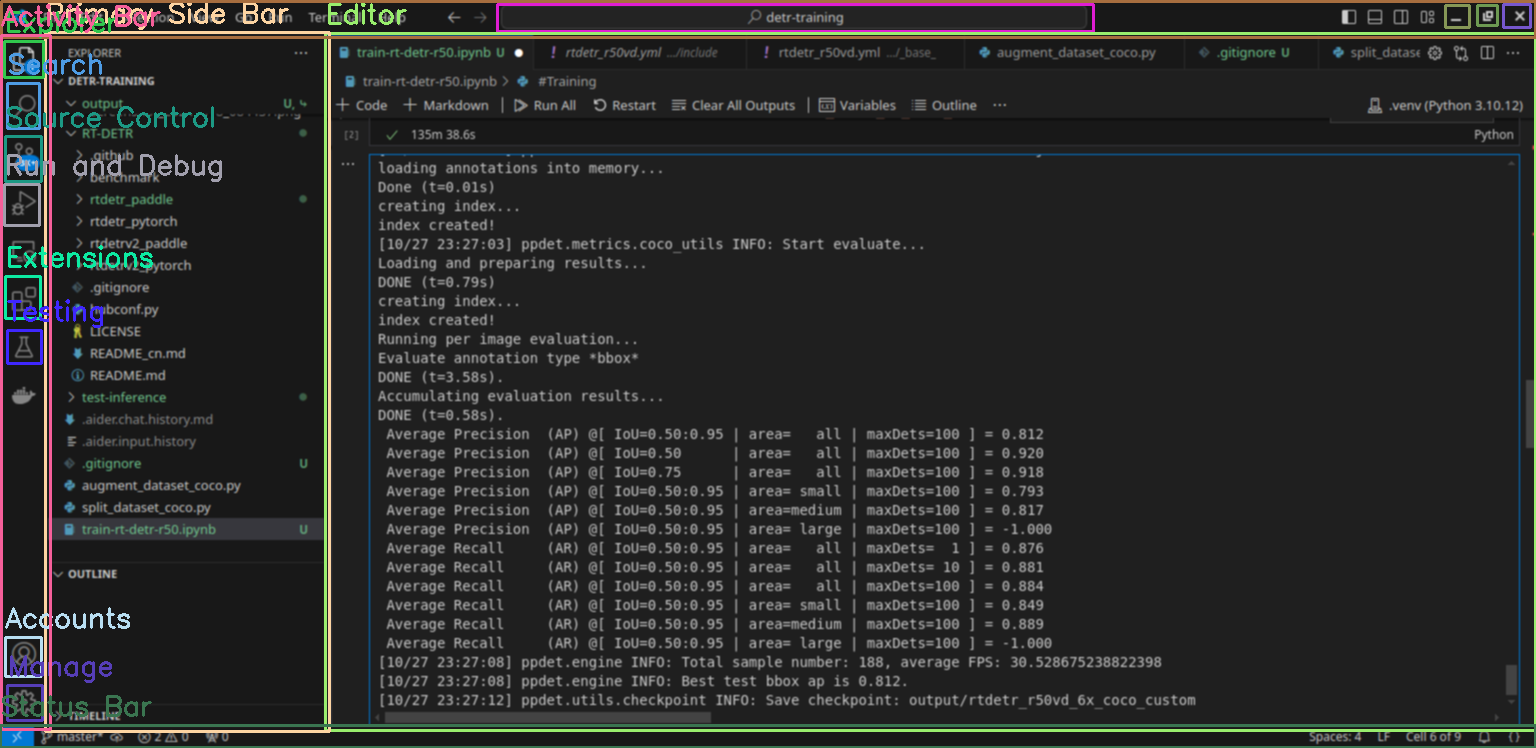 Activity Bar
Primary Side Bar
Editor
detr-training
Explorer
Search
Source Control
Run and Debug
Extensions
Testing
Accounts
Manage
Status Bar
EXPLORER
DETR-TRAINING
output U,
RT-DETR
.github
benchmark
rtdetr_paddle
rtdetr_pytorch
rtdetrv2_paddle
rtdetrv2_pytorch
.gitignore
hubconf.py
LICENSE
README_cn.md
README.md
test-inference
.aider.chat.history.md
.aider.input.history
.gitignore U
augment_dataset_coco.py
split_dataset_coco.py
train-rt-detr-r50.ipynb U
OUTLINE
TIMELINE
train-rt-detr-r50.ipynb U ! rtdetr_r50vd.yml .../include ! rtdetr_r50vd.yml .../_base_ augment_dataset_coco.py .gitignore U split_datase
train-rt-detr-r50.ipynb > #Training
+ Code + Markdown Run All Restart Clear All Outputs Variables Outline ... .venv (Python 3.10.12)
[2] 135m 38.6s Python
loading annotations into memory...
Done (t=0.01s)
creating index...
index created!
[10/27 23:27:03] ppdet.metrics.coco_utils INFO: Start evaluate...
Loading and preparing results...
DONE (t=0.79s)
creating index...
index created!
Running per image evaluation...
Evaluate annotation type *bbox*
DONE (t=3.58s).
Accumulating evaluation results...
DONE (t=0.58s).
Average Precision (AP) @[ IoU=0.50:0.95 | area= all | maxDets=100 ] = 0.812
Average Precision (AP) @[ IoU=0.50 | area= all | maxDets=100 ] = 0.920
Average Precision (AP) @[ IoU=0.75 | area= all | maxDets=100 ] = 0.918
Average Precision (AP) @[ IoU=0.50:0.95 | area= small | maxDets=100 ] = 0.793
Average Precision (AP) @[ IoU=0.50:0.95 | area=medium | maxDets=100 ] = 0.817
Average Precision (AP) @[ IoU=0.50:0.95 | area= large | maxDets=100 ] = -1.000
Average Recall (AR) @[ IoU=0.50:0.95 | area= all | maxDets= 1 ] = 0.876
Average Recall (AR) @[ IoU=0.50:0.95 | area= all | maxDets= 10 ] = 0.881
Average Recall (AR) @[ IoU=0.50:0.95 | area= all | maxDets=100 ] = 0.884
Average Recall (AR) @[ IoU=0.50:0.95 | area= small | maxDets=100 ] = 0.849
Average Recall (AR) @[ IoU=0.50:0.95 | area=medium | maxDets=100 ] = 0.889
Average Recall (AR) @[ IoU=0.50:0.95 | area= large | maxDets=100 ] = -1.000
[10/27 23:27:08] ppdet.engine INFO: Total sample number: 188, average FPS: 30.528675238822398
[10/27 23:27:08] ppdet.engine INFO: Best test bbox ap is 0.812.
[10/27 23:27:12] ppdet.utils.checkpoint INFO: Save checkpoint: output/rtdetr_r50vd_6x_coco_custom
master* 2 0 0 Spaces: 4 LF Cell 6 of 9 {}